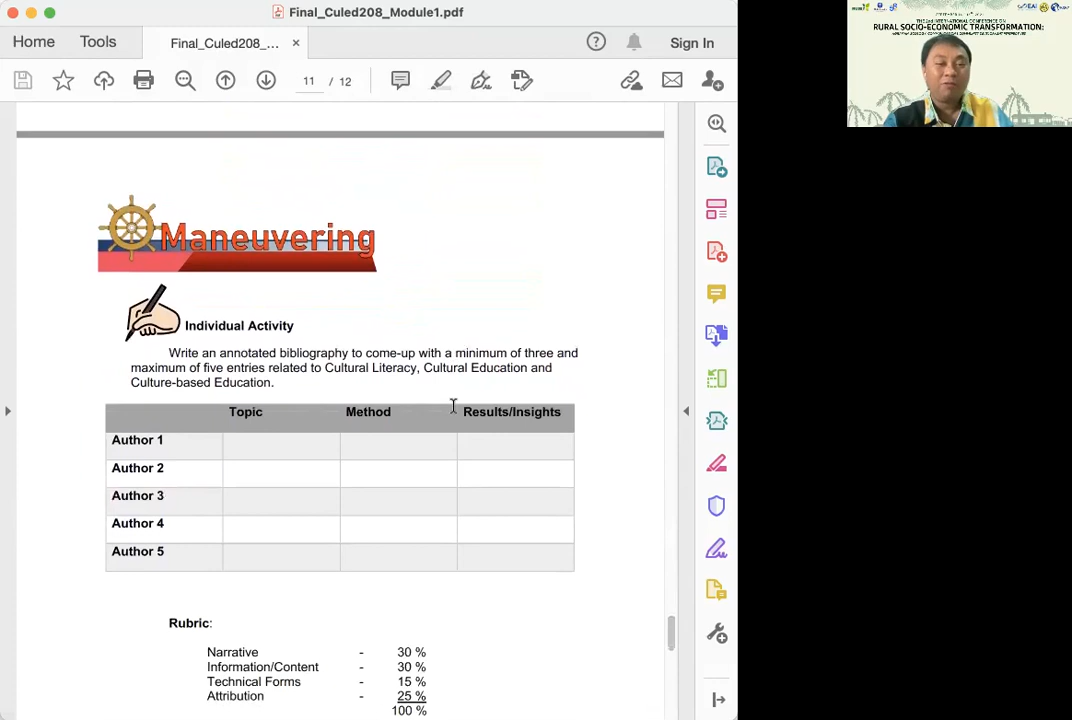 Final_Culed208_Module1.pdf
Home
Tools
Final_Culed208_...
×
Sign In
11 / 12
RURAL SOCIO-ECONOMIC TRANSFORMATION:
Maneuvering
Individual Activity
Write an annotated bibliography to come-up with a minimum of three and
maximum of five entries related to Cultural Literacy, Cultural Education and
Culture-based Education.
Topic Method Results/Insights
Author 1
Author 2
Author 3
Author 4
Author 5
Rubric:
Narrative - 30 %
Information/Content - 30 %
Technical Forms - 15 %
Attribution - 25 %
100 %